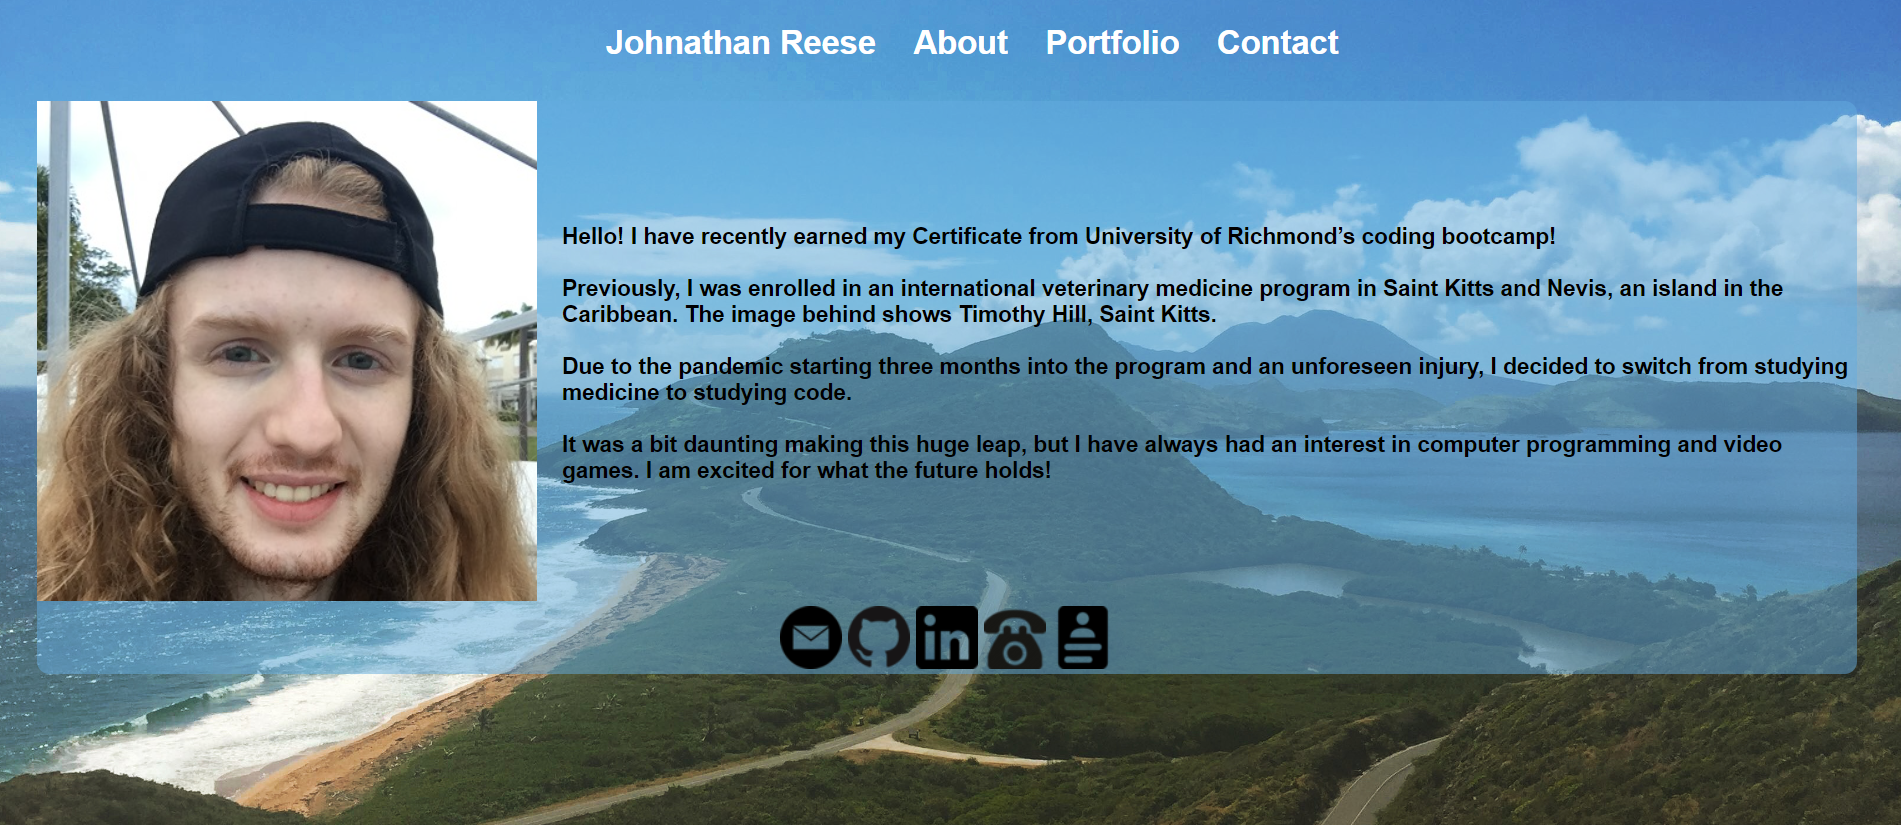 Johnathan Reese About Portfolio Contact
Hello! I have recently earned my Certificate from University of Richmond’s coding bootcamp!
Previously, I was enrolled in an international veterinary medicine program in Saint Kitts and Nevis, an island in the
Caribbean. The image behind shows Timothy Hill, Saint Kitts.
Due to the pandemic starting three months into the program and an unforeseen injury, I decided to switch from studying
medicine to studying code.
It was a bit daunting making this huge leap, but I have always had an interest in computer programming and video
games. I am excited for what the future holds!
in